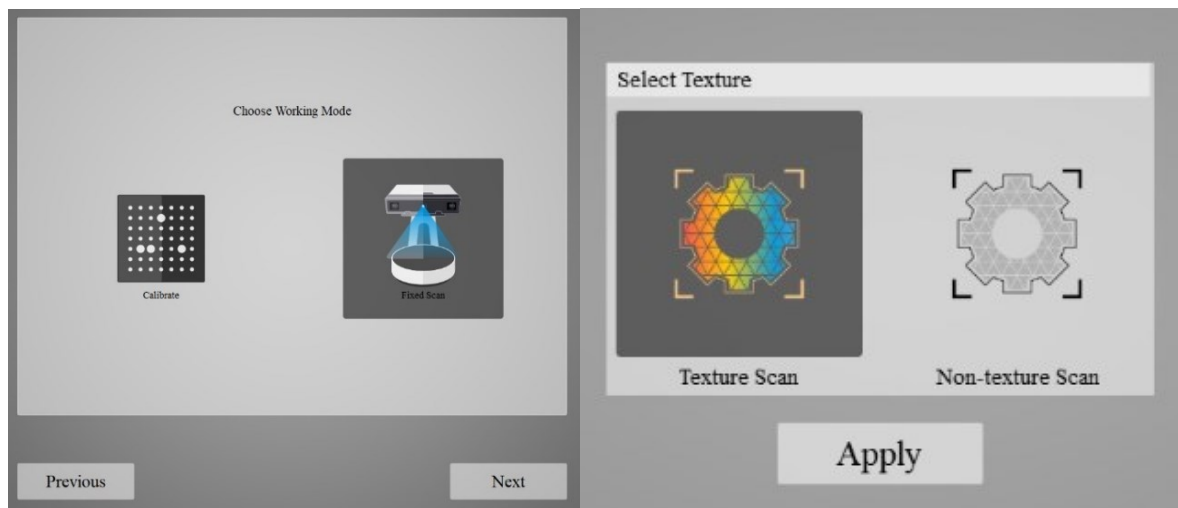 Choose Working Mode
Calibrate
Fixed Scan
Previous
Next
Select Texture
Texture Scan
Non-texture Scan
Apply